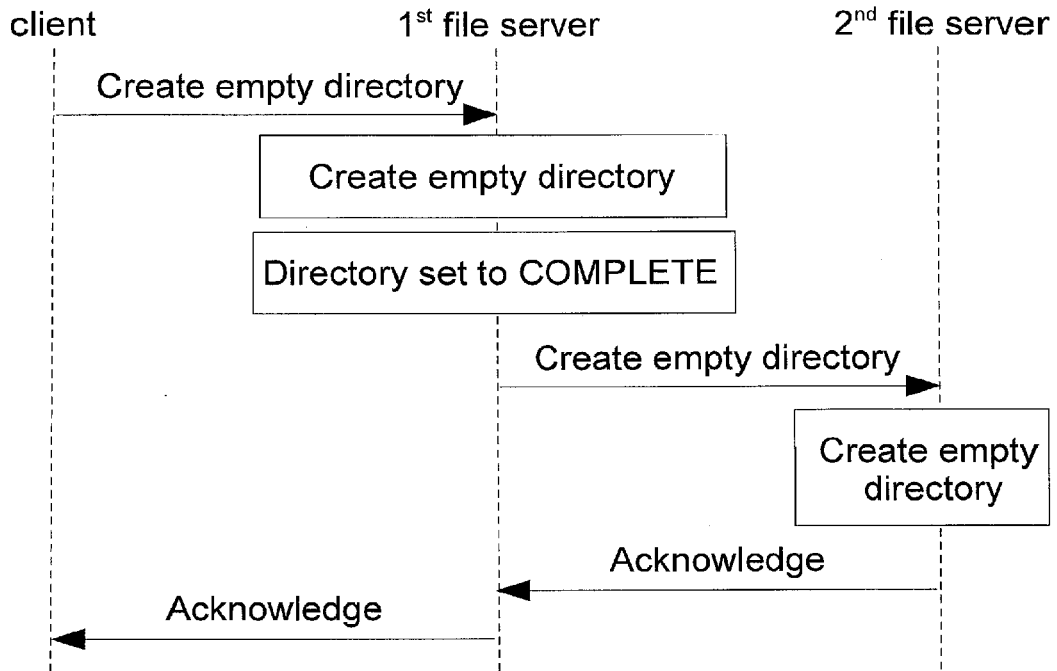 client
1st file server
2nd file server
Create empty directory
Create empty directory
Directory set to COMPLETE
Create empty directory
Create empty
directory
Acknowledge
Acknowledge